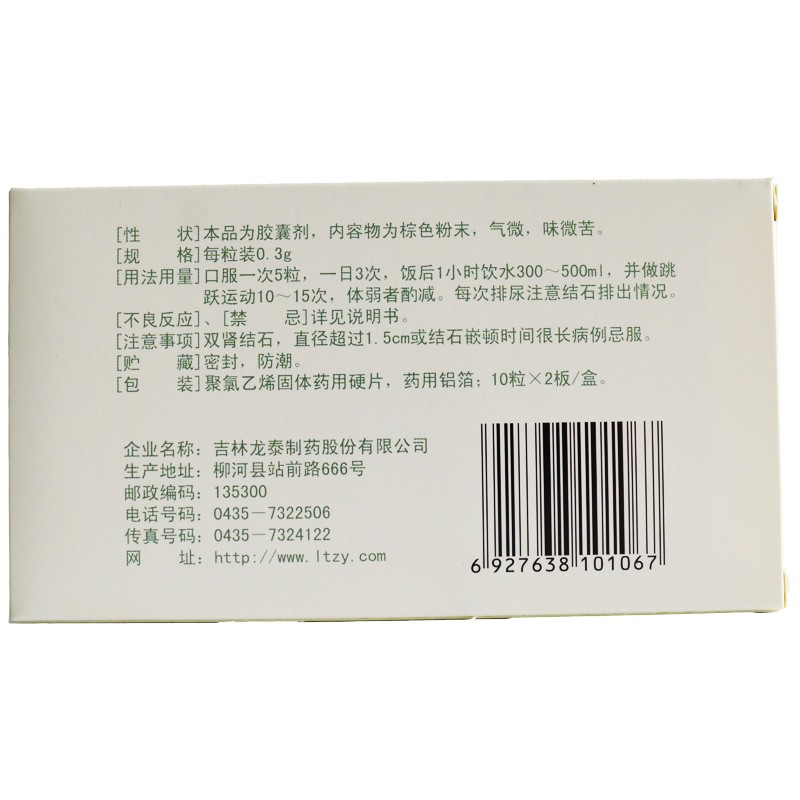 [性　　状]本品为胶囊剂，内容物为棕色粉末，气微，味微苦。
[规　　格]每粒装0.3g
[用法用量]口服一次5粒，一日3次，饭后1小时饮水300～500ml，并做跳
跃运动10～15次，体弱者酌减。每次排尿注意结石排出情况。
[不良反应]、[禁　　忌]详见说明书。
[注意事项]双肾结石，直径超过1.5cm或结石嵌顿时间很长病例忌服。
[贮　　藏]密封，防潮。
[包　　装]聚氯乙烯固体药用硬片，药用铝箔；10粒×2板/盒。
企业名称：吉林龙泰制药股份有限公司
生产地址：柳河县站前路666号
邮政编码：135300
电话号码：0435-7322506
传真号码：0435-7324122
网　　址：http://www.ltzy.com
6 927638 101067